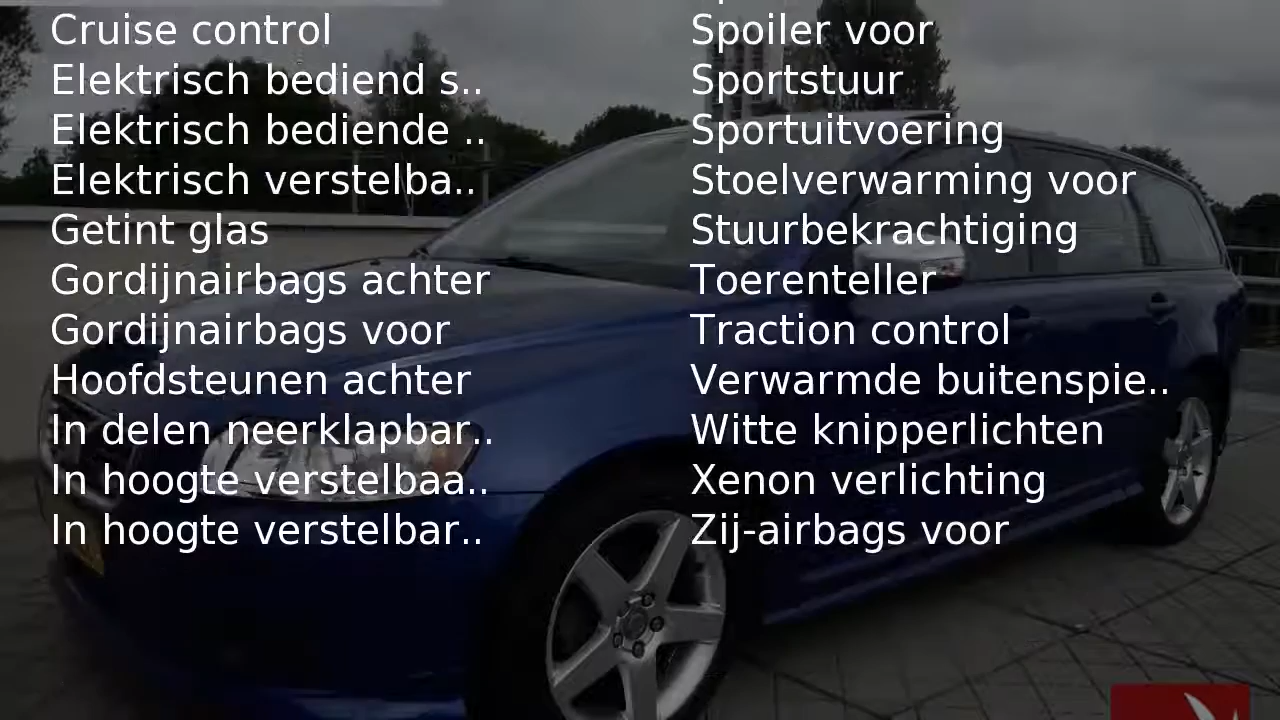 Cruise control
Elektrisch bediend s..
Elektrisch bediende ..
Elektrisch verstelba..
Getint glas
Gordijnairbags achter
Gordijnairbags voor
Hoofdsteunen achter
In delen neerklapbar..
In hoogte verstelbaa..
In hoogte verstelbar..
Spoiler voor
Sportstuur
Sportuitvoering
Stoelverwarming voor
Stuurbekrachtiging
Toerenteller
Traction control
Verwarmde buitenspie..
Witte knipperlichten
Xenon verlichting
Zij-airbags voor